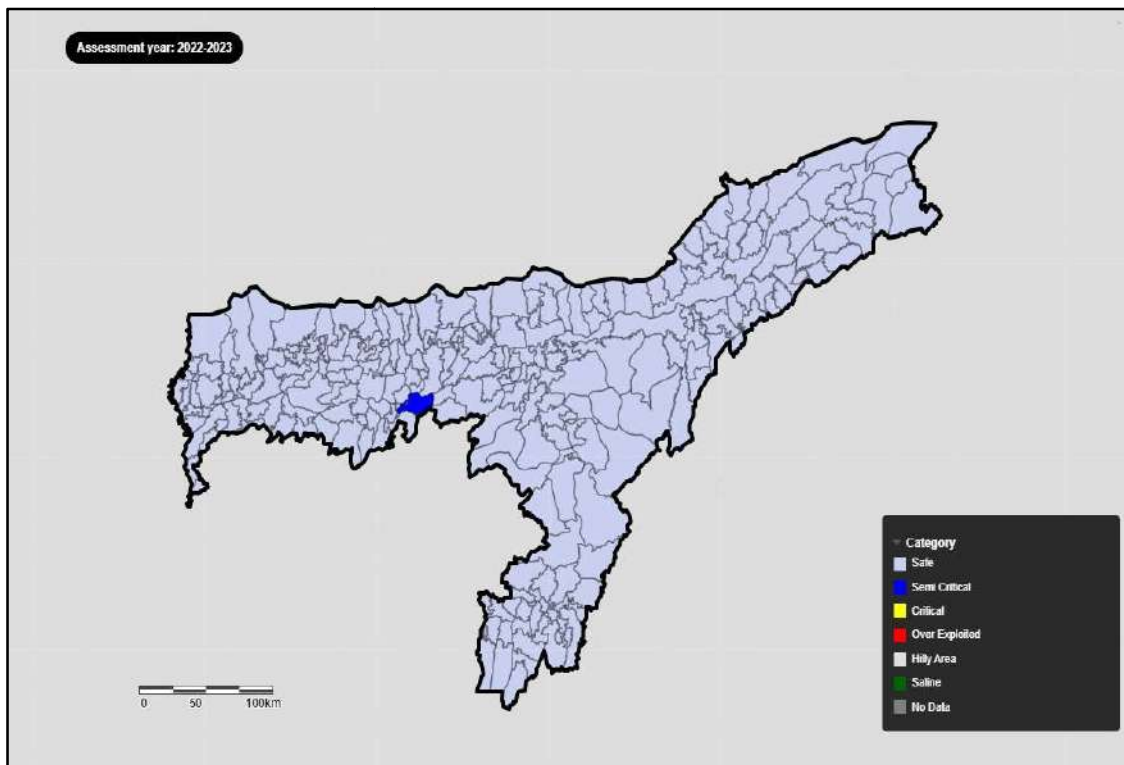 Assessment year: 2022-2023
Category
Safe
Semi Critical
Critical
Over Exploited
Hilly Area
Saline
No Data
0 50 100km